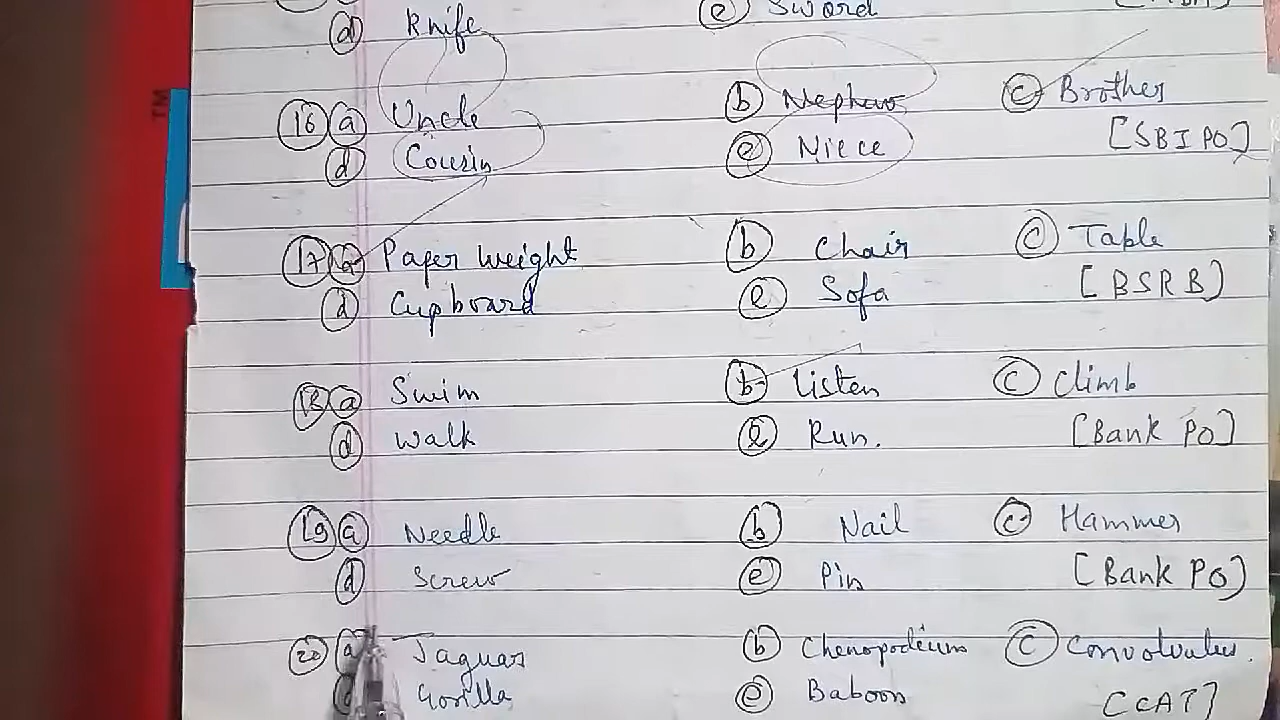 (d) Knife (e) Sword
(16) (a) Uncle (b) Nephew (c) Brother
(d) Cousin (e) Niece [SBI PO]
(17) (a) Paper weight (b) Chair (c) Table
(d) Cupboard (e) Sofa [BSRB]
(18) (a) Swim (b) Listen (c) Climb
(d) Walk (e) Run. [Bank PO]
(19) (a) Needle (b) Nail (c) Hammer
(d) Screw (e) Pin [Bank PO]
(20) (a) Jaguar (b) Chenopodium (c)
Gorilla (e) Baboon [CAT]
TM